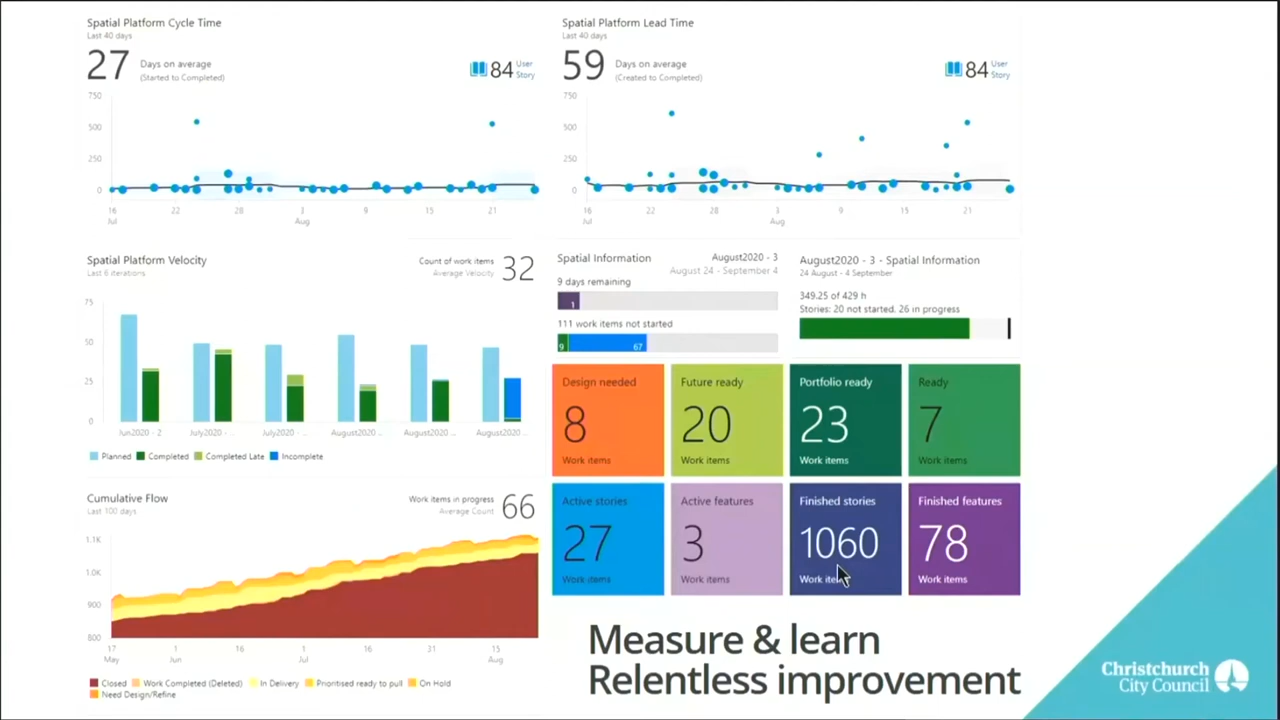 Spatial Platform Cycle Time
Last 40 days
27 Days on average
(Started to Completed)
84 User Story
750
500
250
0
16 22 28 3 9 15 21
Jul Aug
Spatial Platform Lead Time
Last 40 days
59 Days on average
(Created to Completed)
84 User Story
750
500
250
0
16 22 28 3 9 15 21
Jul Aug
Spatial Platform Velocity
Last 6 iterations
Count of work items
Average Velocity
32
75
50
25
0
Jun2020 - 2 July2020 - ... July2020 - ... August2020 ... August2020 ... August2020 ...
Planned Completed Completed Late Incomplete
Spatial Information August2020 - 3
August 24 - September 4
9 days remaining
1
111 work items not started
9 67
August2020 - 3 - Spatial Information
24 August - 4 September
349.25 of 429 h
Stories: 20 not started, 26 in progress
Design needed
8
Work items
Future ready
20
Work items
Portfolio ready
23
Work items
Ready
7
Work items
Active stories
27
Work items
Active features
3
Work items
Finished stories
1060
Work items
Finished features
78
Work items
Cumulative Flow
Last 100 days
Work items in progress
Average Count
66
1.1K
1.0K
900
800
17 1 16 1 16 31 15
May Jun Jul Aug
Closed Work Completed (Deleted) In Delivery Prioritised ready to pull On Hold
Need Design/Refine
Measure & learn
Relentless improvement
Christchurch
City Council